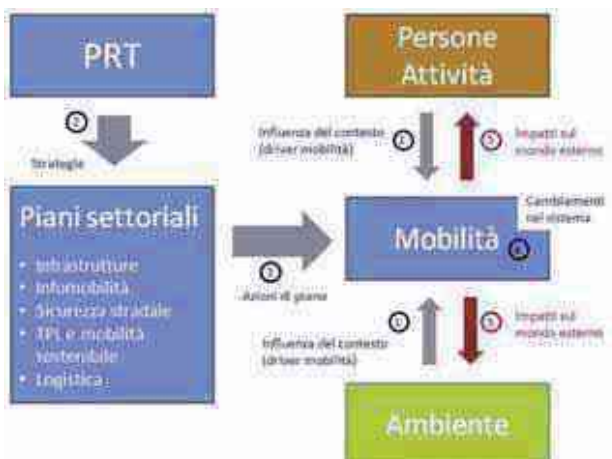 PRT
Persone
Attività
2
Strategie
Influenza del contesto
(driver mobilità)
5
Impatti sul
mondo esterno
Piani settoriali
• Infrastrutture
• Infomobilità
• Sicurezza stradale
• TPL e mobilità
sostenibile
• Logistica
3
Azioni di piano
Mobilità
Cambiamenti
nel sistema
4
1
Influenza del contesto
(driver mobilità)
5
Impatti sul
mondo esterno
Ambiente